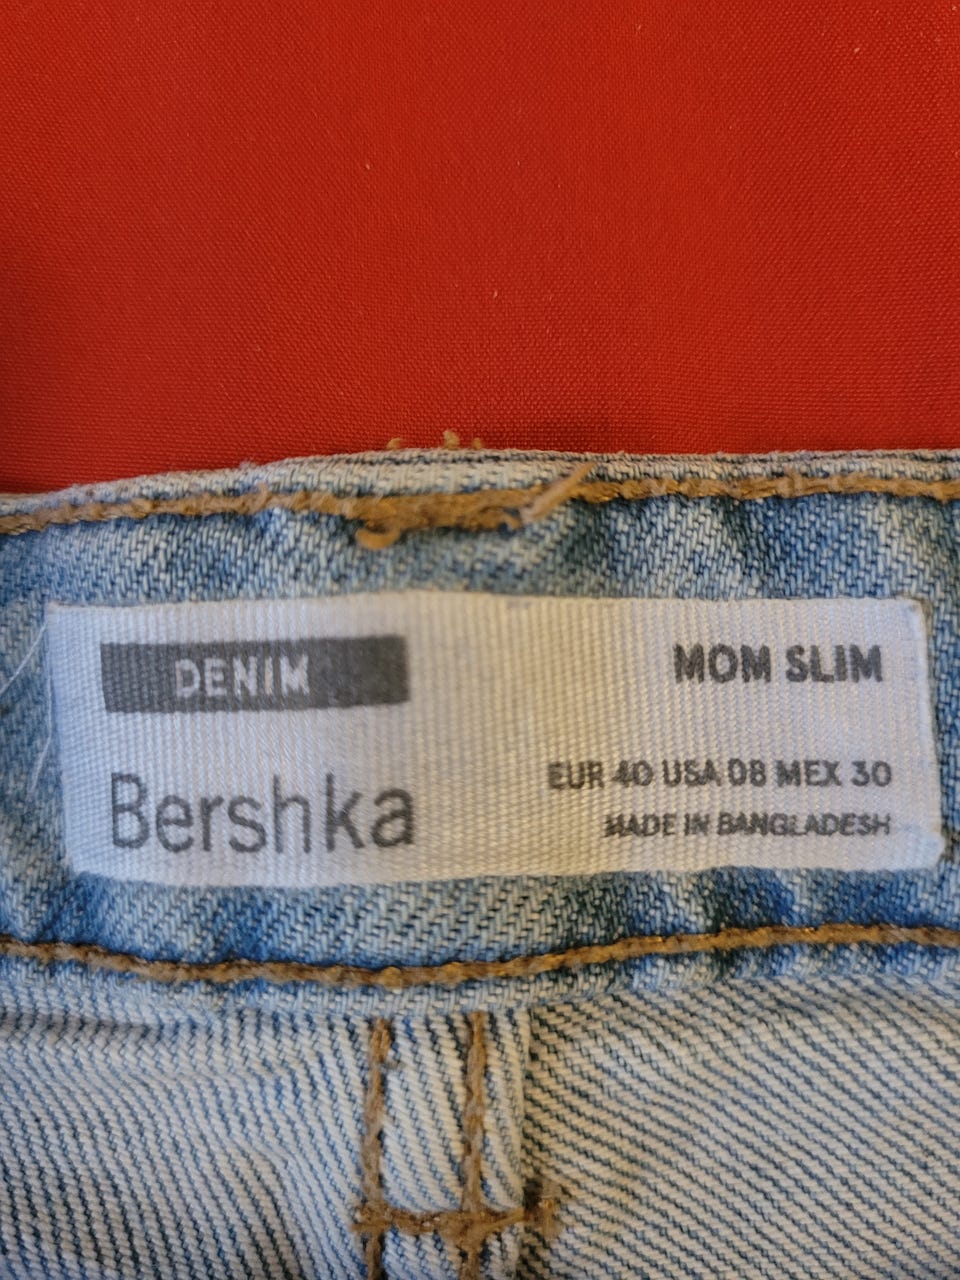 DENIM
Bershka
MOM SLIM
EUR 40 USA 08 MEX 30
MADE IN BANGLADESH